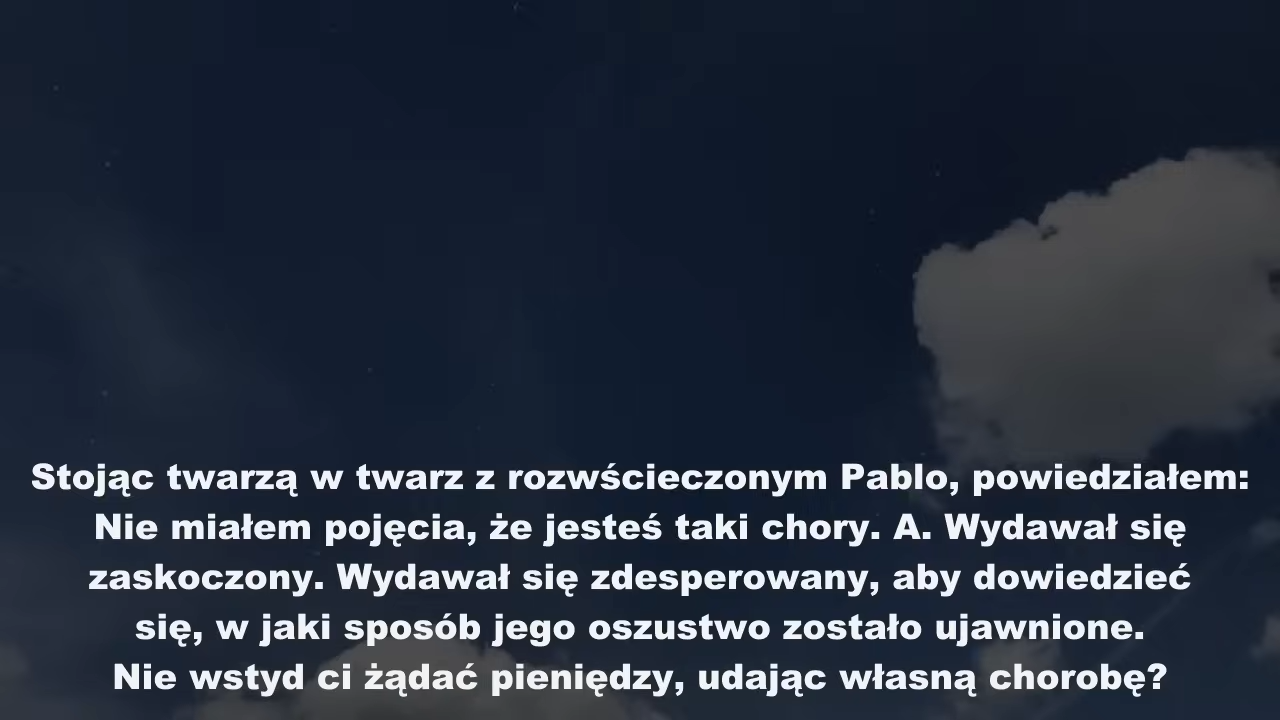 Stojąc twarzą w twarz z rozwścieczonym Pablo, powiedziałem:
Nie miałem pojęcia, że jesteś taki chory. A. Wydawał się
zaskoczony. Wydawał się zdesperowany, aby dowiedzieć
się, w jaki sposób jego oszustwo zostało ujawnione.
Nie wstyd ci żądać pieniędzy, udając własną chorobę?